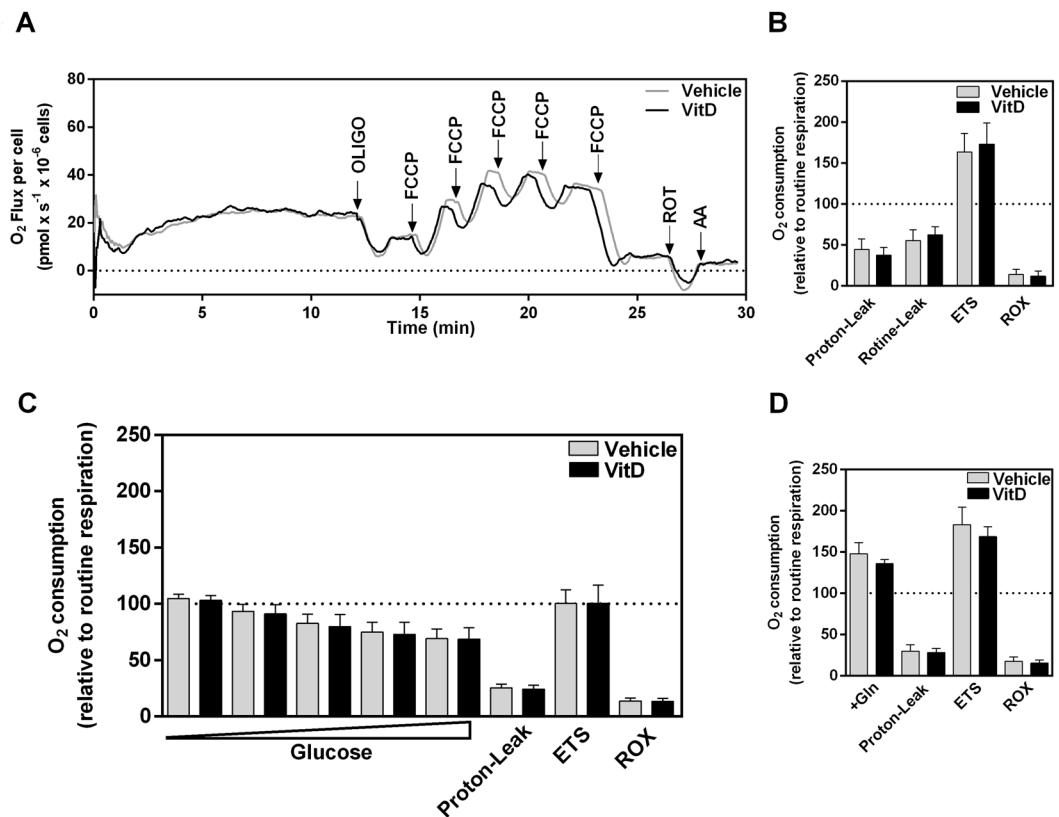 A
O2 Flux per cell
(pmol x s-1 x 10-6 cells)
80
60
40
20
0
0
5
10
15
20
25
30
Time (min)
OLIGO
FCCP
FCCP
FCCP
FCCP
FCCP
ROT
AA
Vehicle
VitD
B
O2 consumption
(relative to routine respiration)
250
200
150
100
50
0
Vehicle
VitD
Proton-Leak
Rotine-Leak
ETS
ROX
C
O2 consumption
(relative to routine respiration)
250
200
150
100
50
0
Vehicle
VitD
Glucose
Proton-Leak
ETS
ROX
D
O2 consumption
(relative to routine respiration)
250
200
150
100
50
0
Vehicle
VitD
+Gln
Proton-Leak
ETS
ROX